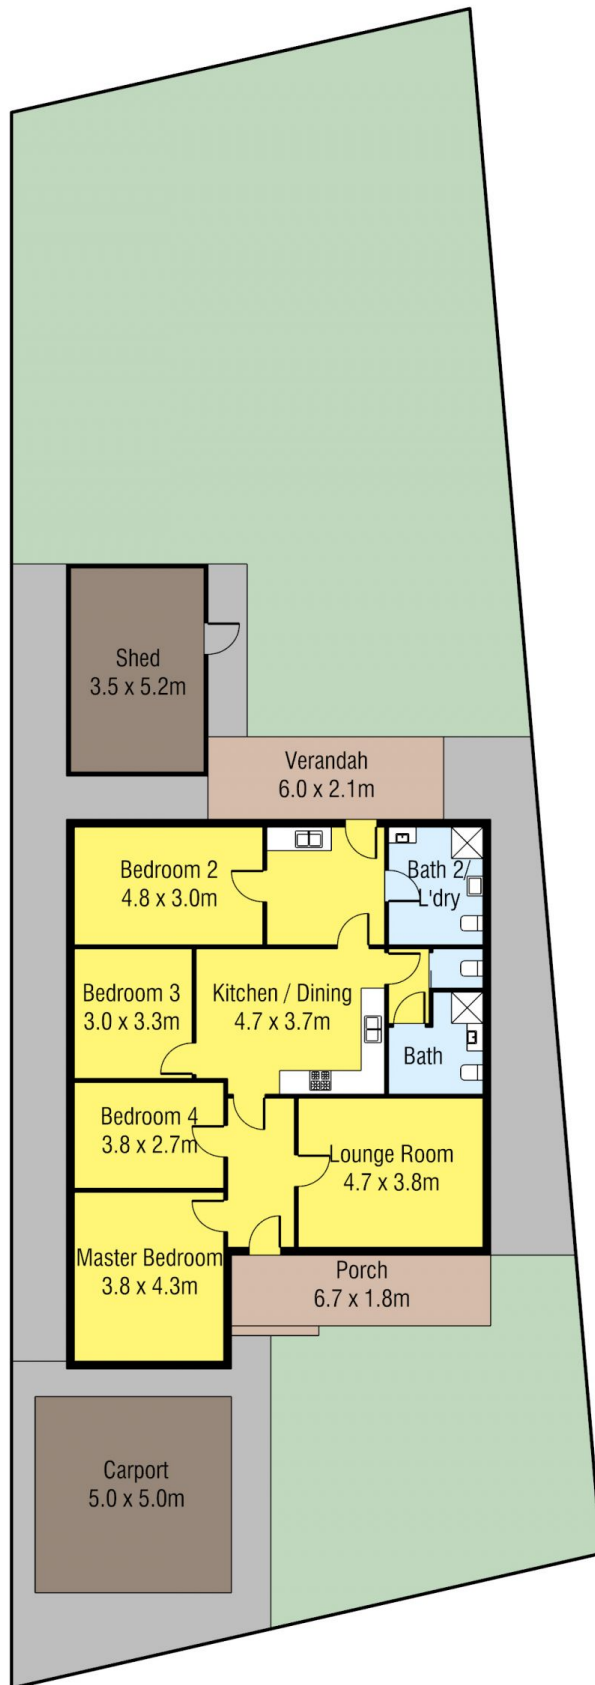 Shed
3.5 x 5.2m
Verandah
6.0 x 2.1m
Bedroom 2
4.8 x 3.0m
Bath 2/
L'dry
Bedroom 3
3.0 x 3.3m
Kitchen / Dining
4.7 x 3.7m
Bath
Bedroom 4
3.8 x 2.7m
Lounge Room
4.7 x 3.8m
Master Bedroom
3.8 x 4.3m
Porch
6.7 x 1.8m
Carport
5.0 x 5.0m